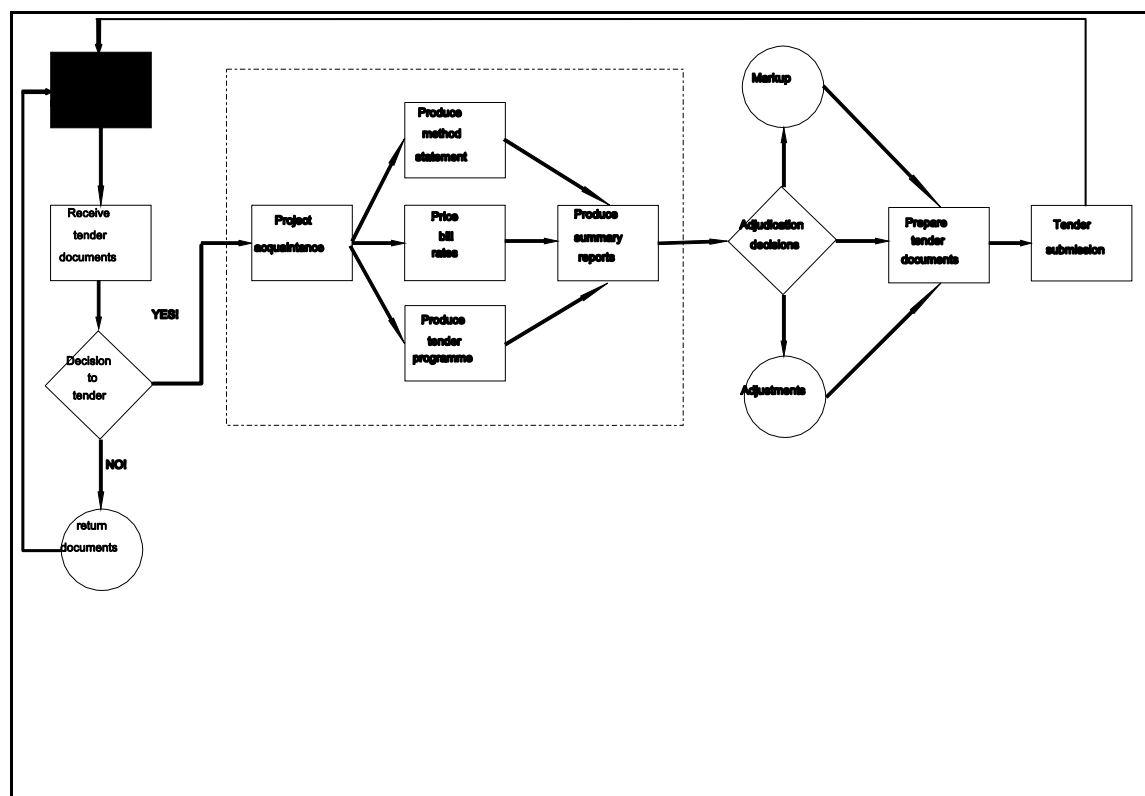 Receive
tender
documents
Decision
to
tender
YES!
NO!
return
documents
Project
acquaintance
Produce
method
statement
Price
bill
rates
Produce
tender
programme
Produce
summary
reports
Markup
Adjudication
decisions
Adjustments
Prepare
tender
documents
Tender
submission